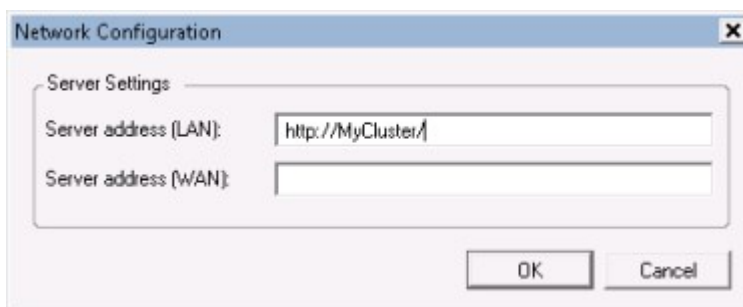 Network Configuration
Server Settings
Server address (LAN): http://MyCluster/
Server address (WAN):
OK Cancel